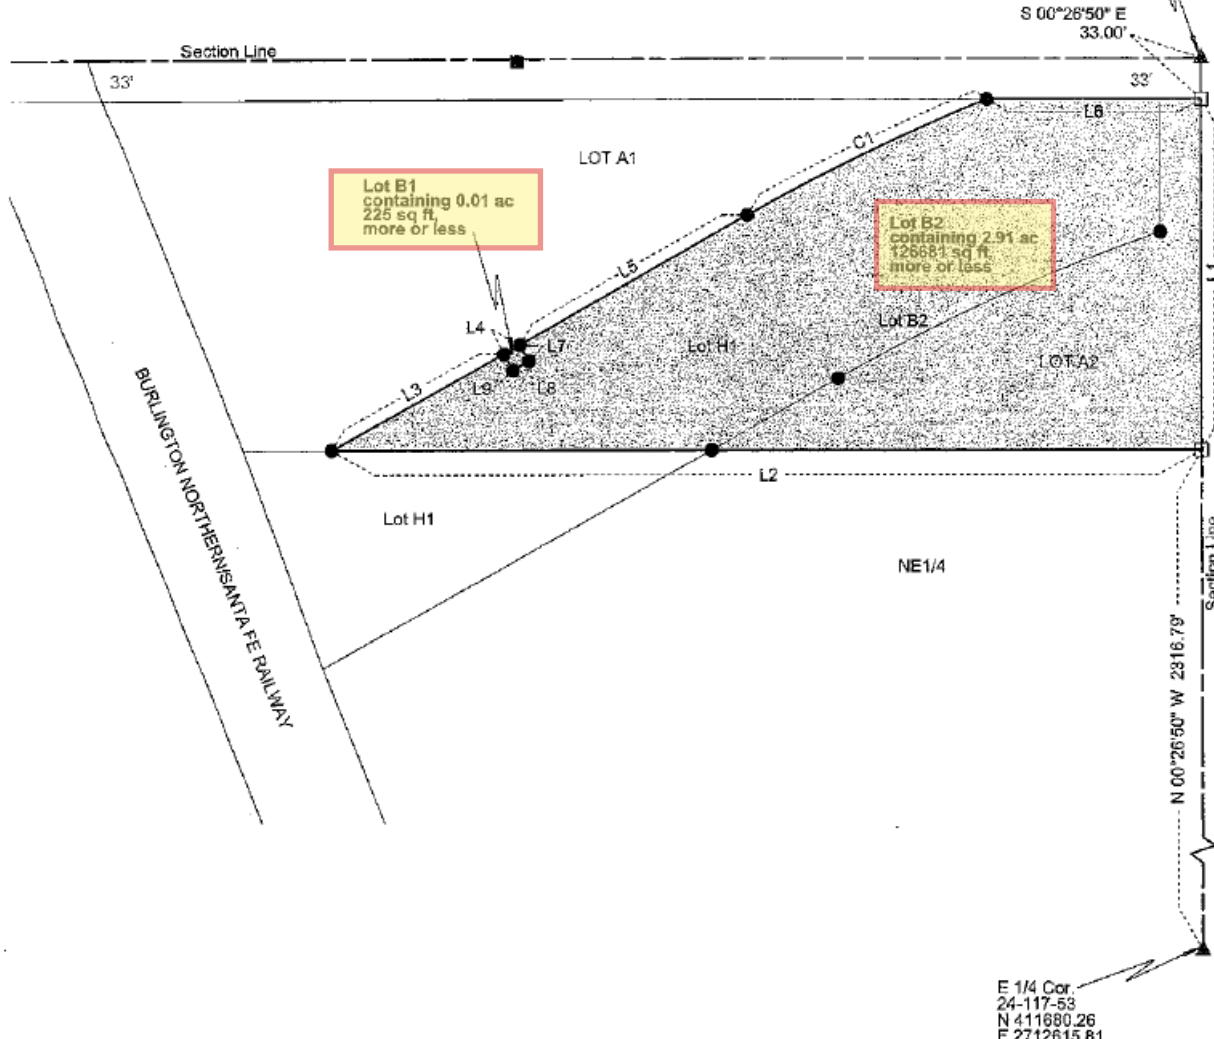 S 00°26'50" E
33.00'
Section Line
33'
33'
L6
C1
LOT A1
Lot B1
containing 0.01 ac
225 sq ft,
more or less
Lot B2
containing 2.91 ac
126681 sq ft
more or less
L5
L1
L4
L7
Lot H1
Lot B2
LOT A2
L3
L9
L8
L2
BURLINGTON NORTHERN/SANTA FE RAILWAY
Lot H1
NE1/4
Section Line
N 00°26'50" W 2316.79'
E 1/4 Cor.
24-117-53
N 411680.26
E 2712615.81